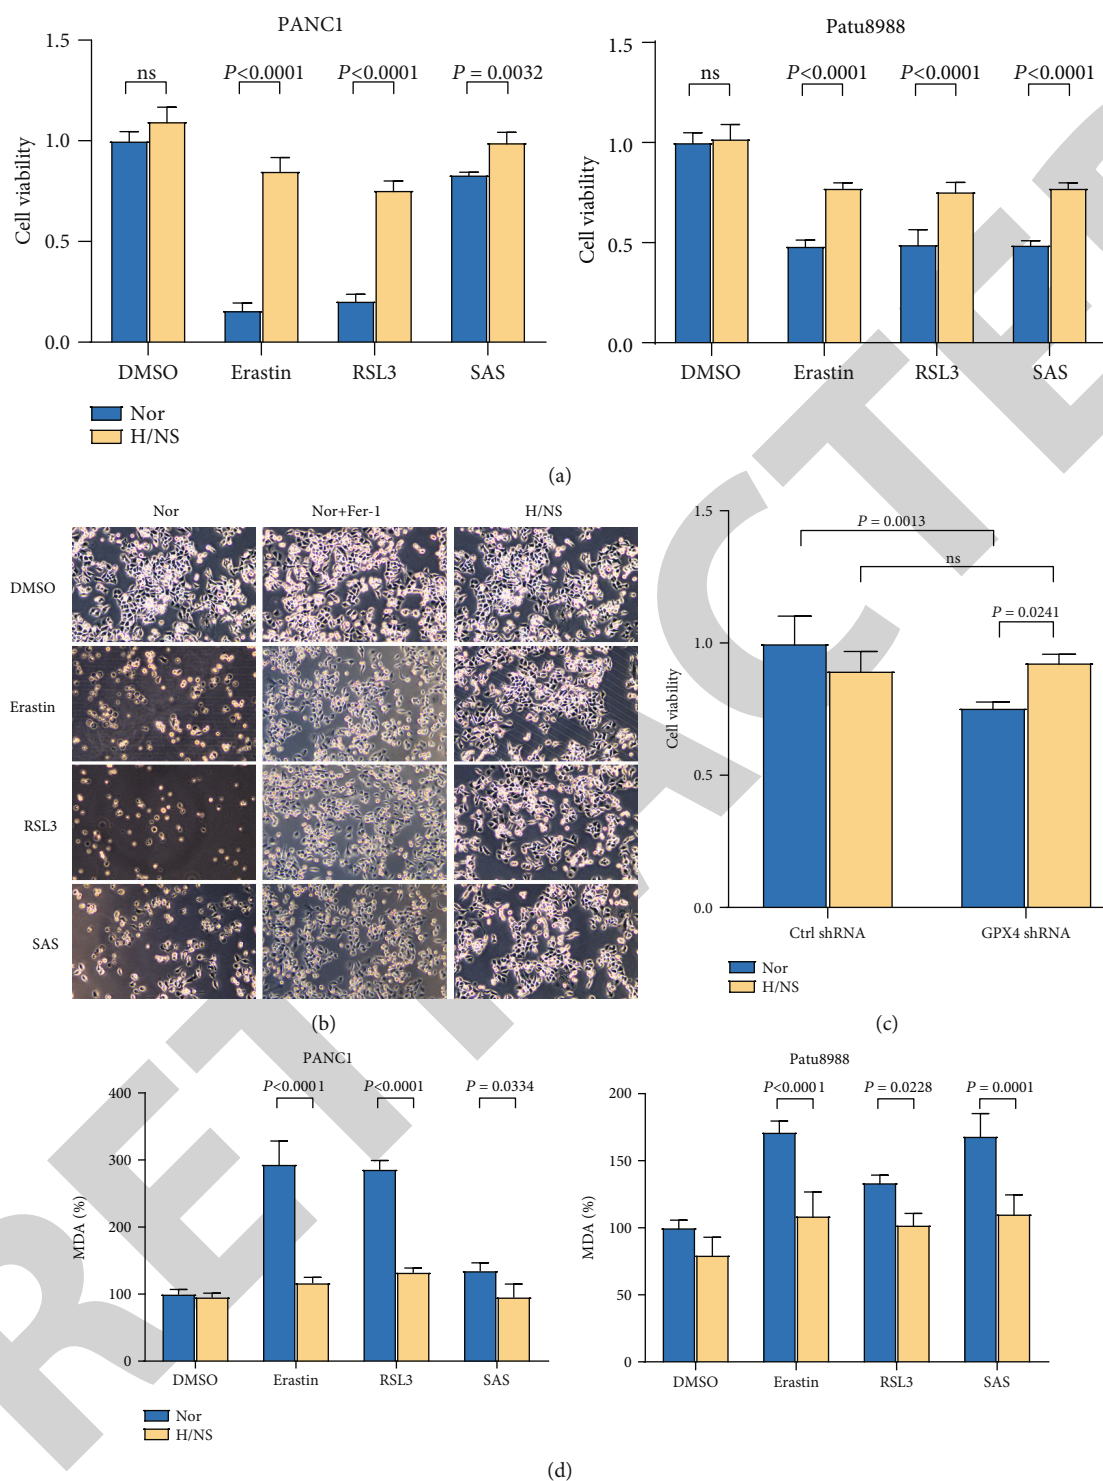 PANC1
ns
P<0.0001
P<0.0001
P = 0.0032
Cell viability
1.5
1.0
0.5
0.0
DMSO
Erastin
RSL3
SAS
Nor
H/NS
Patu8988
ns
P<0.0001
P<0.0001
P<0.0001
Cell viability
1.5
1.0
0.5
0.0
DMSO
Erastin
RSL3
SAS
(a)
Nor
Nor+Fer-1
H/NS
DMSO
Erastin
RSL3
SAS
(b)
P = 0.0013
ns
P = 0.0241
Cell viability
1.5
1.0
0.5
0.0
Ctrl shRNA
GPX4 shRNA
Nor
H/NS
(c)
PANC1
P<0.0001
P<0.0001
P = 0.0334
MDA (%)
400
300
200
100
0
DMSO
Erastin
RSL3
SAS
Nor
H/NS
Patu8988
P<0.0001
P = 0.0228
P = 0.0001
MDA (%)
200
150
100
50
0
DMSO
Erastin
RSL3
SAS
(d)
RETRACTED